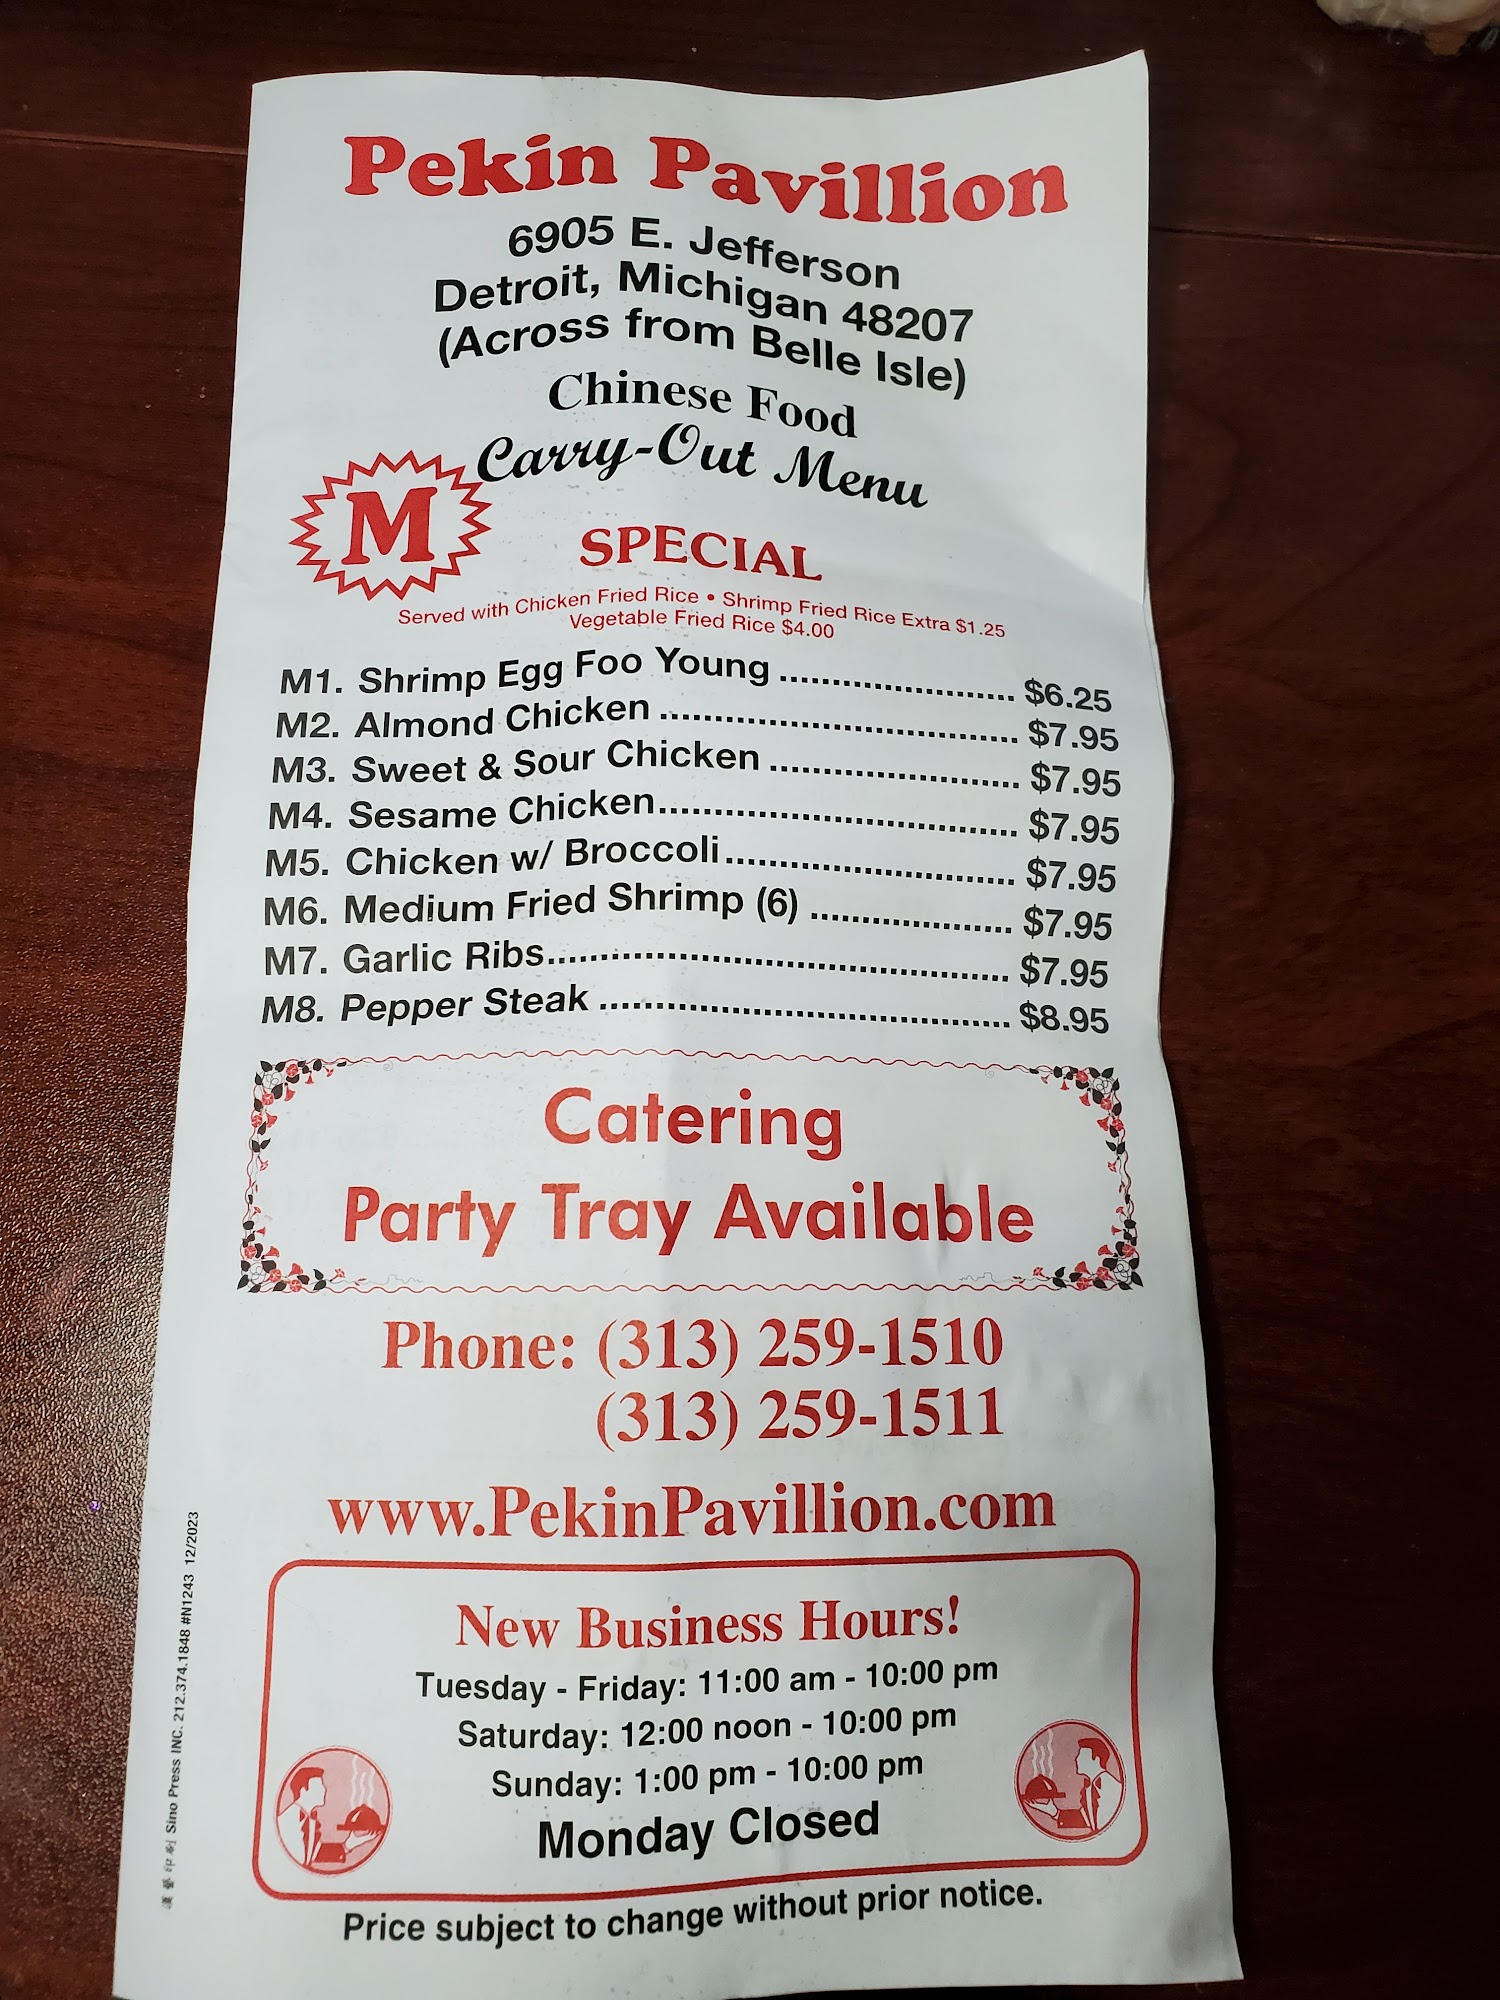 Pekin Pavillion
6905 E. Jefferson
Detroit, Michigan 48207
(Across from Belle Isle)
Chinese Food
Carry-Out Menu
M
SPECIAL
Served with Chicken Fried Rice • Shrimp Fried Rice Extra $1.25
Vegetable Fried Rice $4.00
M1. Shrimp Egg Foo Young ........................ $6.25
M2. Almond Chicken ..................................... $7.95
M3. Sweet & Sour Chicken .......................... $7.95
M4. Sesame Chicken..................................... $7.95
M5. Chicken w/ Broccoli.............................. $7.95
M6. Medium Fried Shrimp (6) ..................... $7.95
M7. Garlic Ribs................................................ $7.95
M8. Pepper Steak ........................................... $8.95
Catering
Party Tray Available
Phone: (313) 259-1510
(313) 259-1511
www.PekinPavillion.com
New Business Hours!
Tuesday - Friday: 11:00 am - 10:00 pm
Saturday: 12:00 noon - 10:00 pm
Sunday: 1:00 pm - 10:00 pm
Monday Closed
Price subject to change without prior notice.
漢藝印刷 Sino Press INC. 212.374.1848 #N1243 12/2023